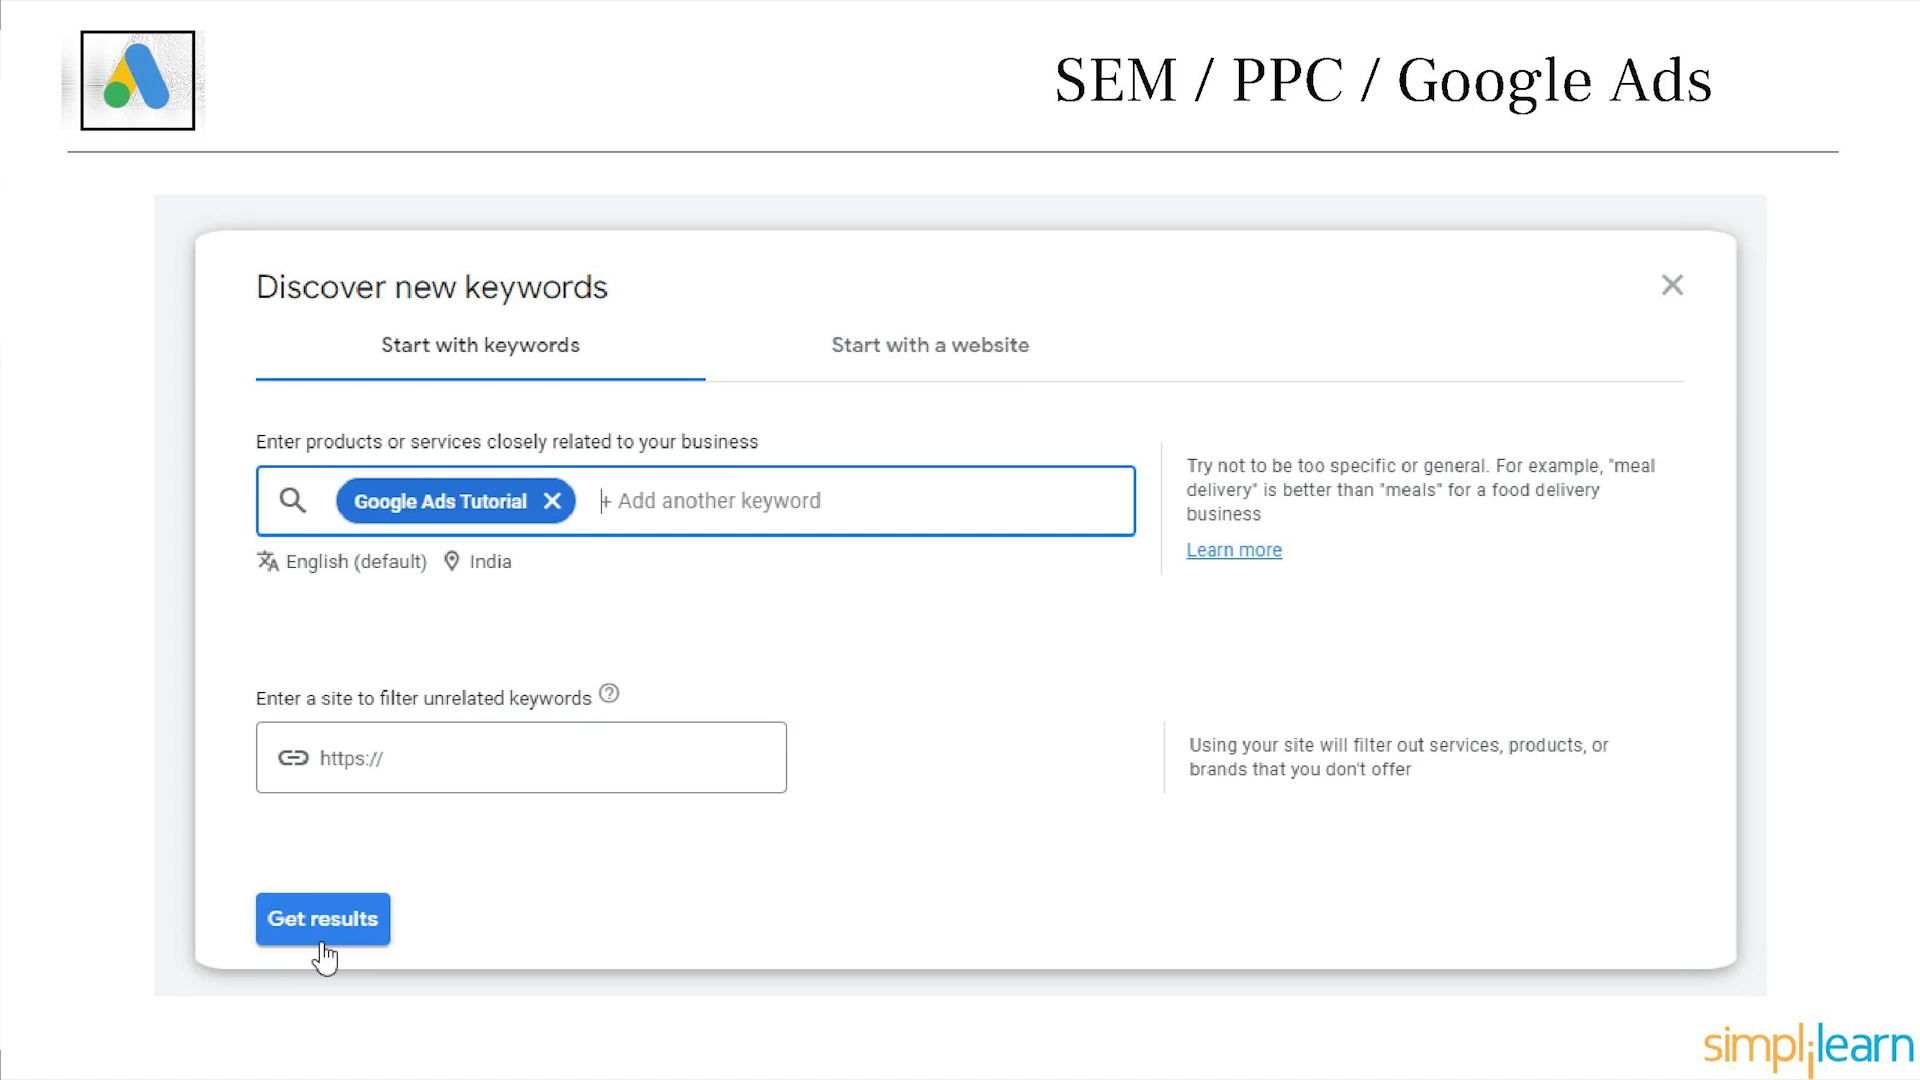 SEM / PPC / Google Ads
Discover new keywords
Start with keywords
Start with a website
Enter products or services closely related to your business
Google Ads Tutorial
+ Add another keyword
English (default)
India
Try not to be too specific or general. For example, "meal
delivery" is better than "meals" for a food delivery
business
Learn more
Enter a site to filter unrelated keywords
https://
Using your site will filter out services, products, or
brands that you don't offer
Get results
simplilearn